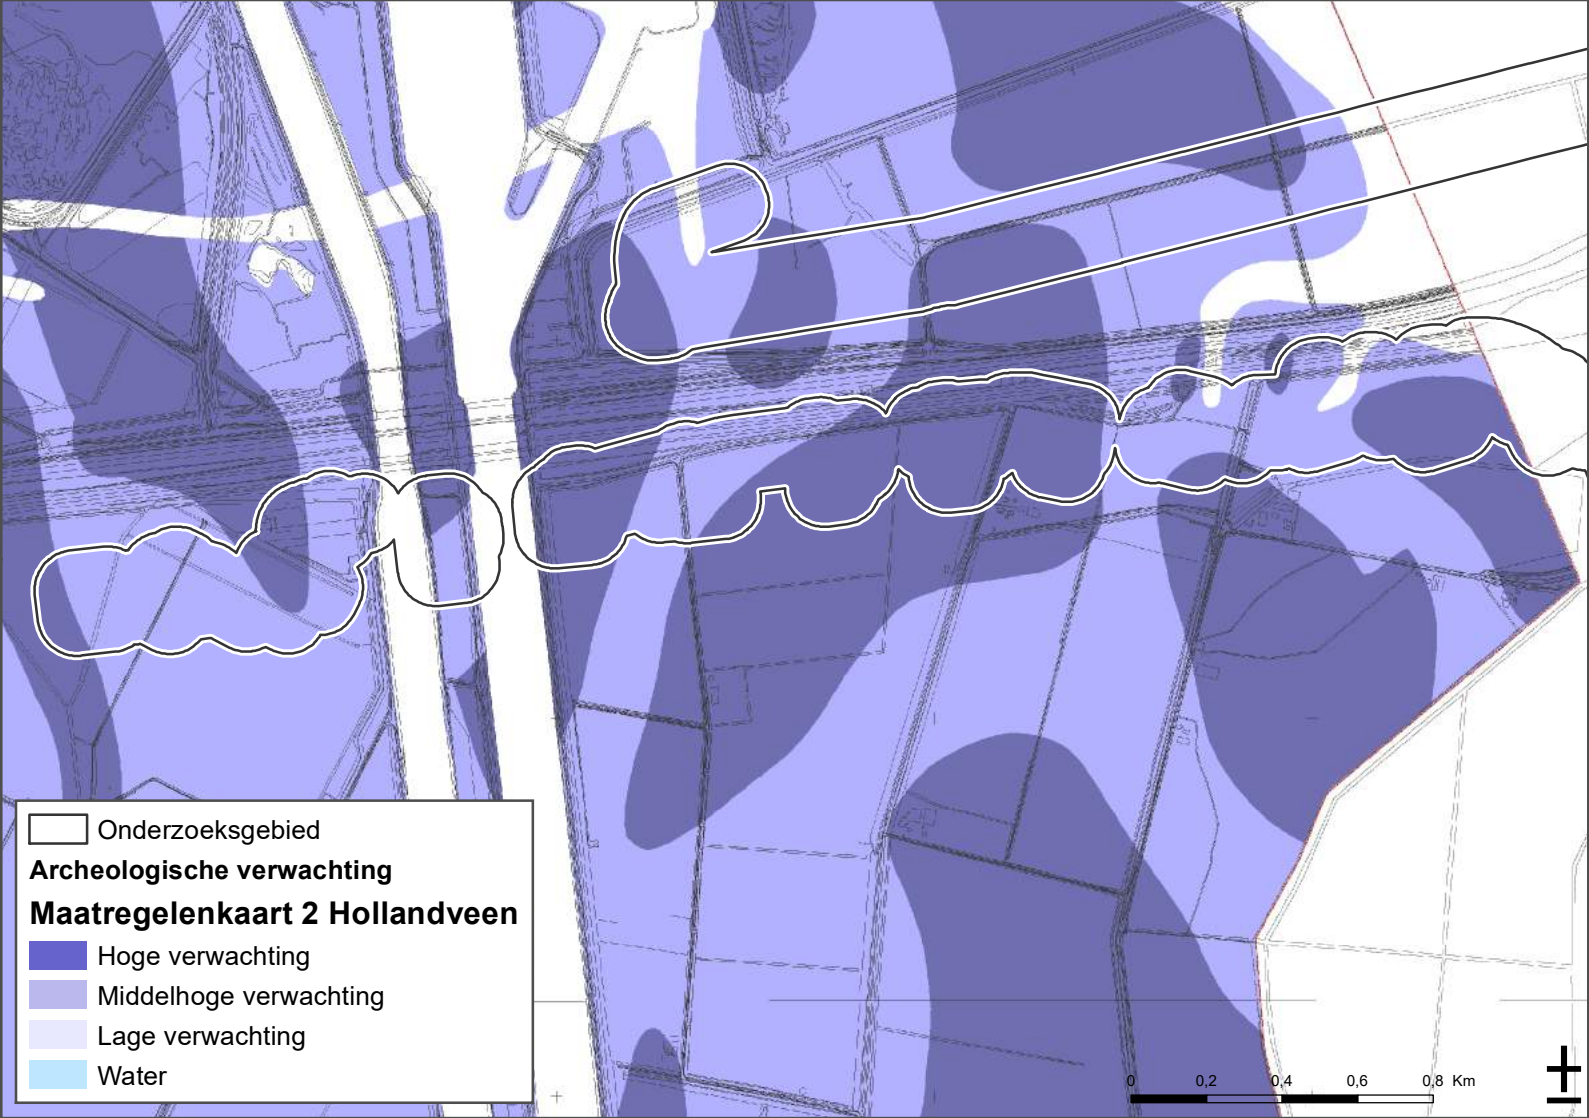 Onderzoeksgebied
Archeologische verwachting
Maatregelenkaart 2 Hollandveen
Hoge verwachting
Middelhoge verwachting
Lage verwachting
Water
0 0,2 0,4 0,6 0,8 Km